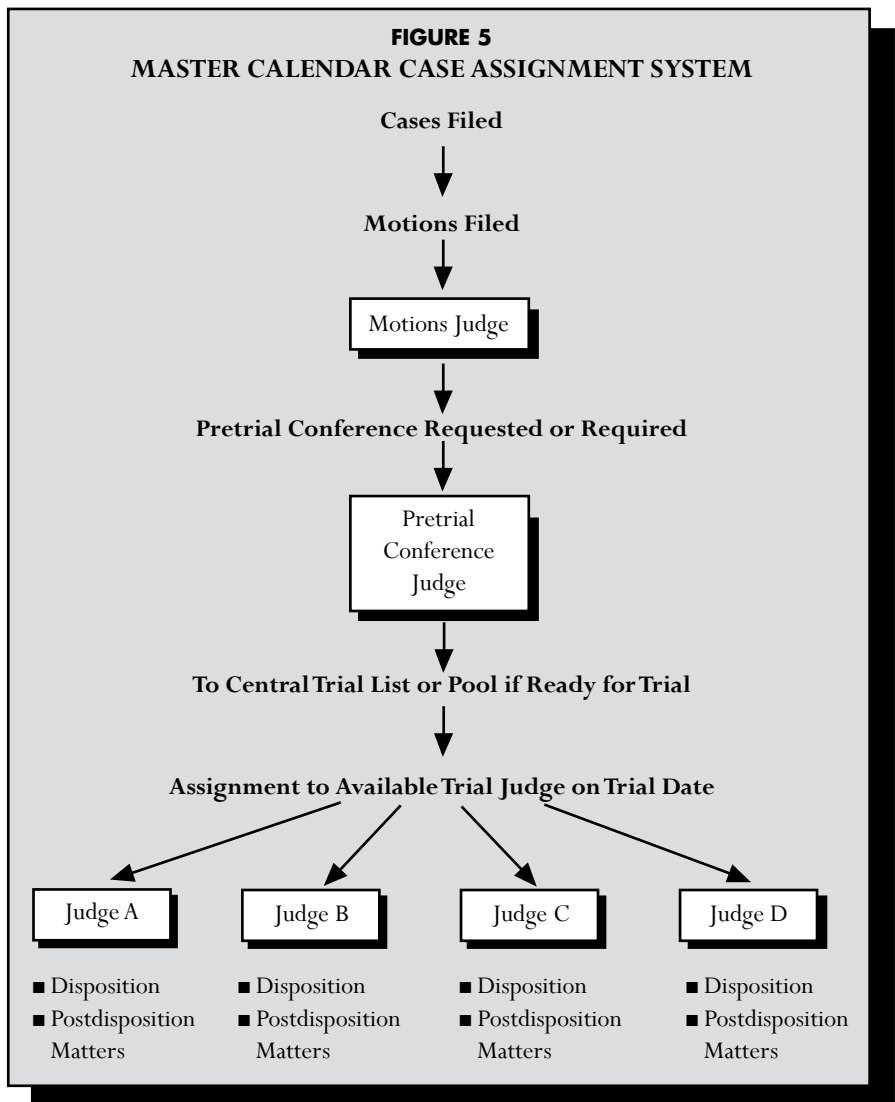 FIGURE 5
MASTER CALENDAR CASE ASSIGNMENT SYSTEM
Cases Filed
Motions Filed
Motions Judge
Pretrial Conference Requested or Required
Pretrial
Conference
Judge
To Central Trial List or Pool if Ready for Trial
Assignment to Available Trial Judge on Trial Date
Judge A
Judge B
Judge C
Judge D
■ Disposition
■ Postdisposition
Matters
■ Disposition
■ Postdisposition
Matters
■ Disposition
■ Postdisposition
Matters
■ Disposition
■ Postdisposition
Matters